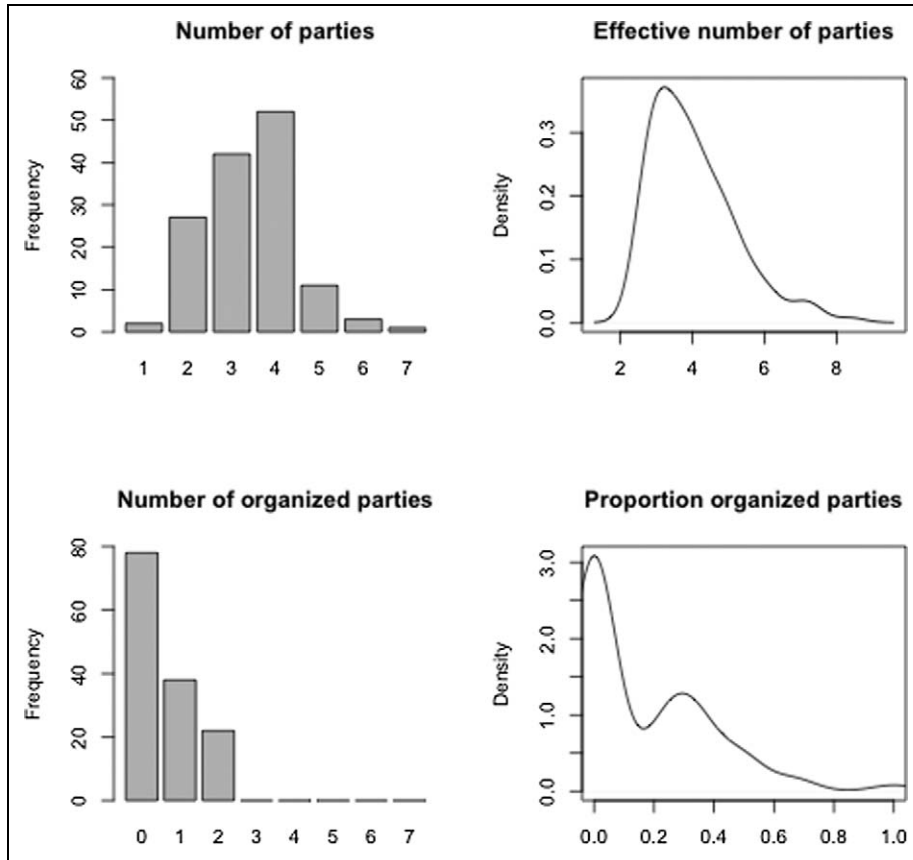 Number of parties
Frequency
0 10 20 30 40 50 60
1 2 3 4 5 6 7
Effective number of parties
Density
0.0 0.1 0.2 0.3
2 4 6 8
Number of organized parties
Frequency
0 20 40 60 80
0 1 2 3 4 5 6 7
Proportion organized parties
Density
0.0 1.0 2.0 3.0
0.0 0.2 0.4 0.6 0.8 1.0